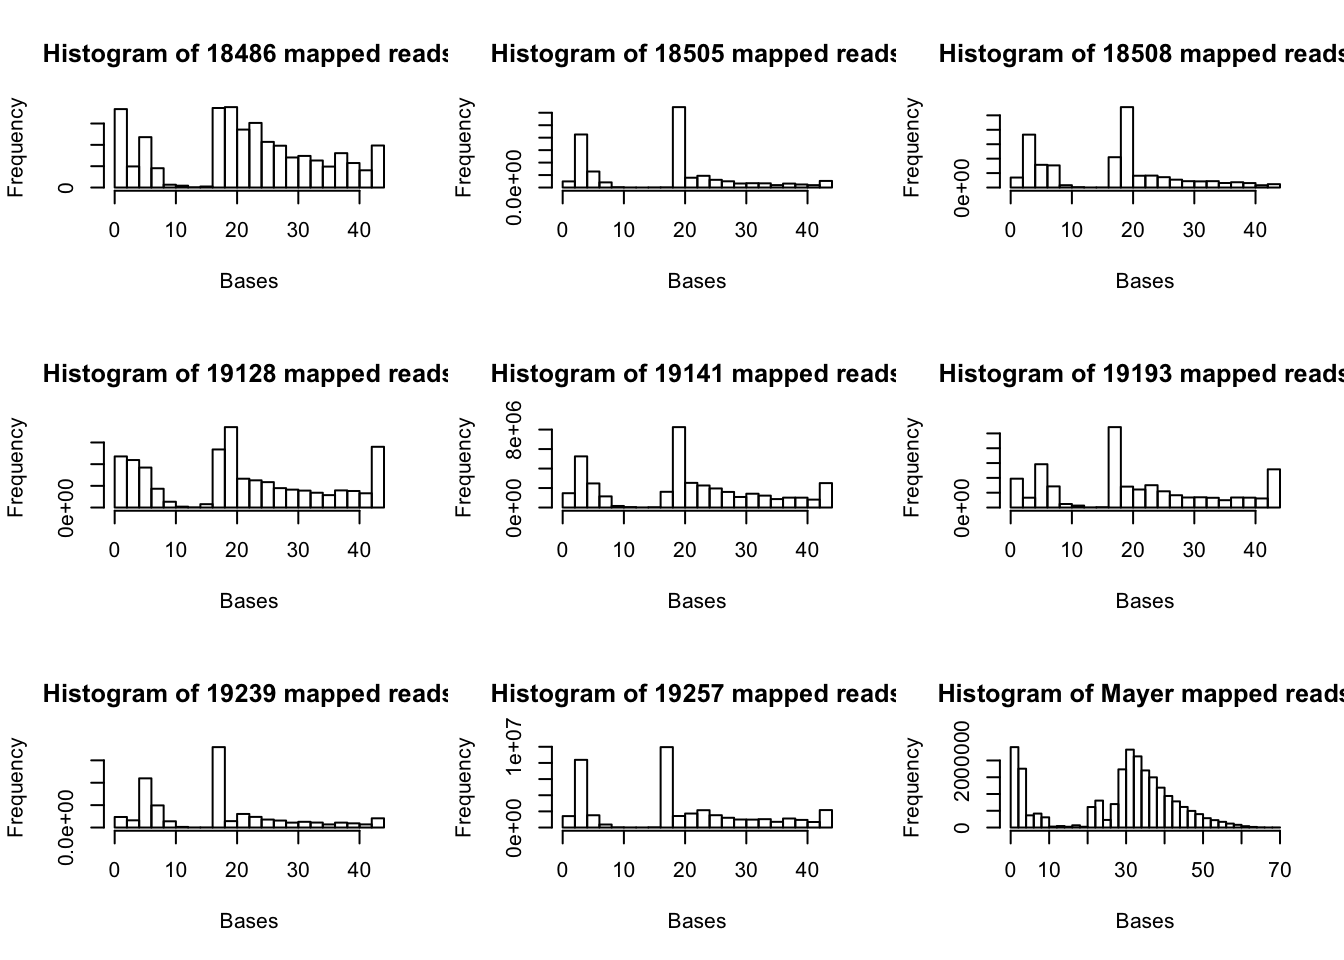 Histogram of 18486 mapped reads
Frequency
0
0 10 20 30 40
Bases
Histogram of 18505 mapped reads
Frequency
0.0e+00
0 10 20 30 40
Bases
Histogram of 18508 mapped reads
Frequency
0e+00
0 10 20 30 40
Bases
Histogram of 19128 mapped reads
Frequency
0e+00
0 10 20 30 40
Bases
Histogram of 19141 mapped reads
Frequency
0e+00 8e+06
0 10 20 30 40
Bases
Histogram of 19193 mapped reads
Frequency
0e+00
0 10 20 30 40
Bases
Histogram of 19239 mapped reads
Frequency
0.0e+00
0 10 20 30 40
Bases
Histogram of 19257 mapped reads
Frequency
0e+00 1e+07
0 10 20 30 40
Bases
Histogram of Mayer mapped reads
Frequency
0 2000000
0 10 30 50 70
Bases